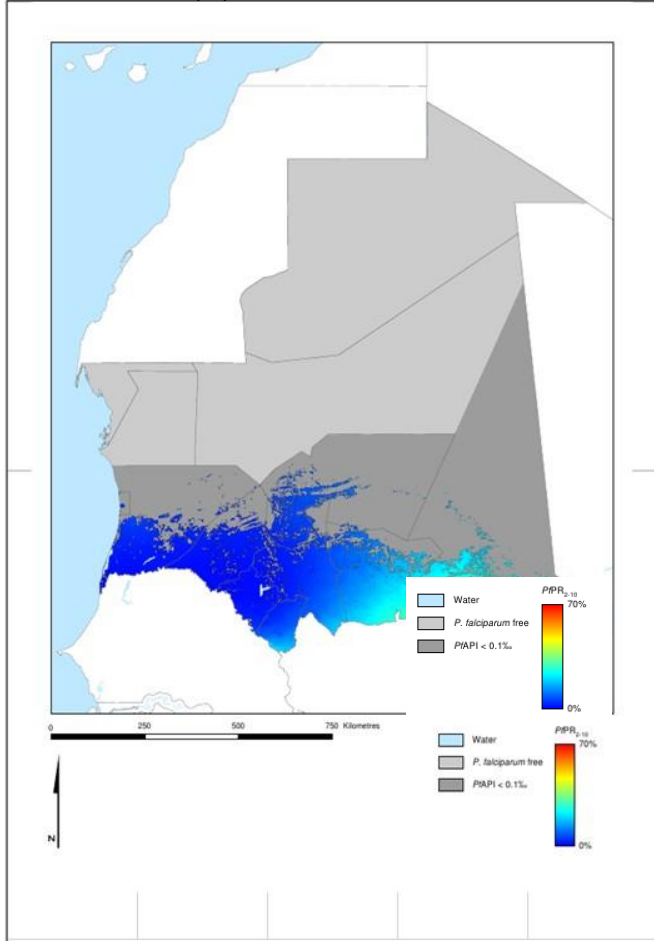 Water
P. falciparum free
PfAPI < 0.1‰
PfPR2-10
70%
0%
0 250 500 750 Kilometres
Water
P. falciparum free
PfAPI < 0.1‰
PfPR2-10
70%
0%
N